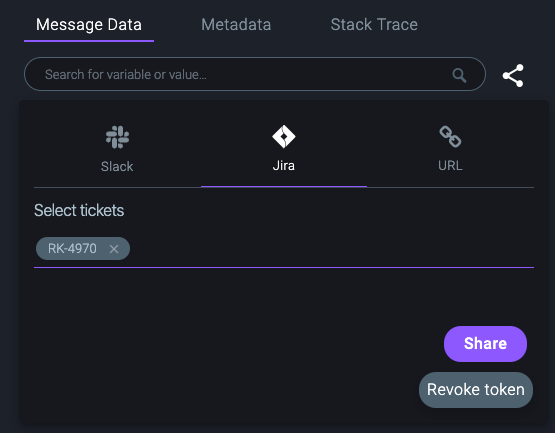 Message Data Metadata Stack Trace
Search for variable or value...
Slack Jira URL
Select tickets
RK-4970
Share
Revoke token